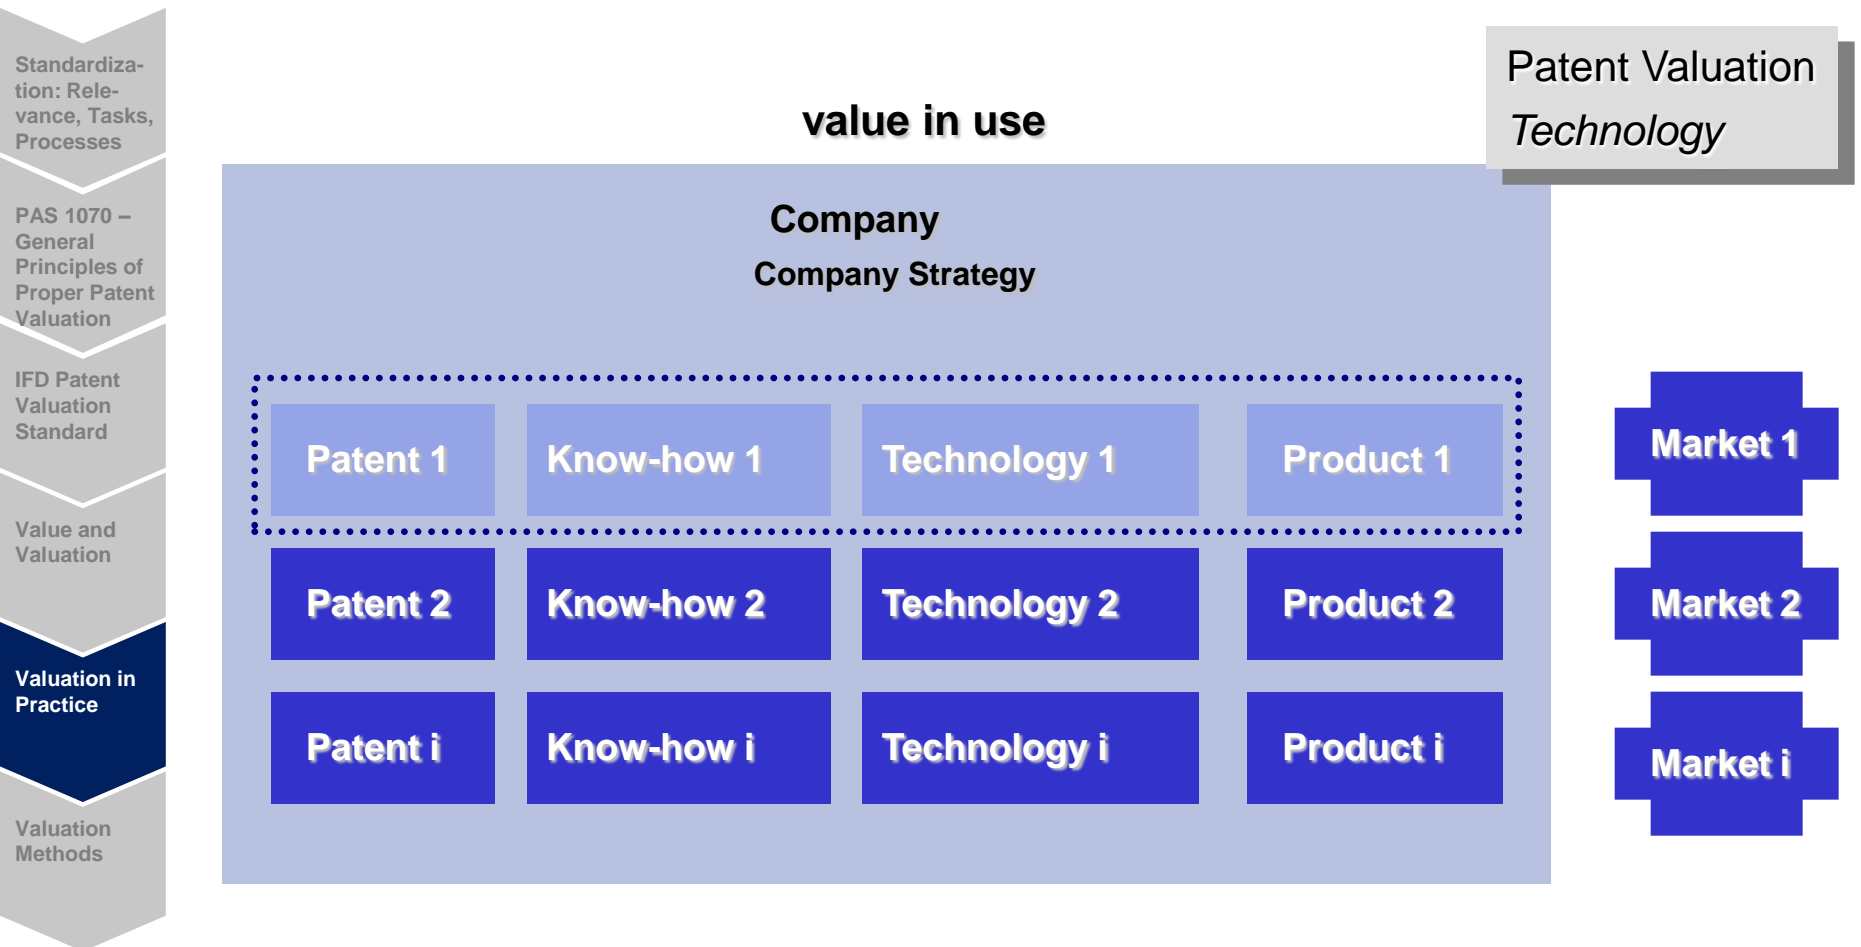 Standardiza-
tion: Rele-
vance, Tasks,
Processes
PAS 1070 –
General
Principles of
Proper Patent
Valuation
IFD Patent
Valuation
Standard
Value and
Valuation
Valuation in
Practice
Valuation
Methods
Patent Valuation
Technology
value in use
Company
Company Strategy
Patent 1 Know-how 1 Technology 1 Product 1 Market 1
Patent 2 Know-how 2 Technology 2 Product 2 Market 2
Patent i Know-how i Technology i Product i Market i